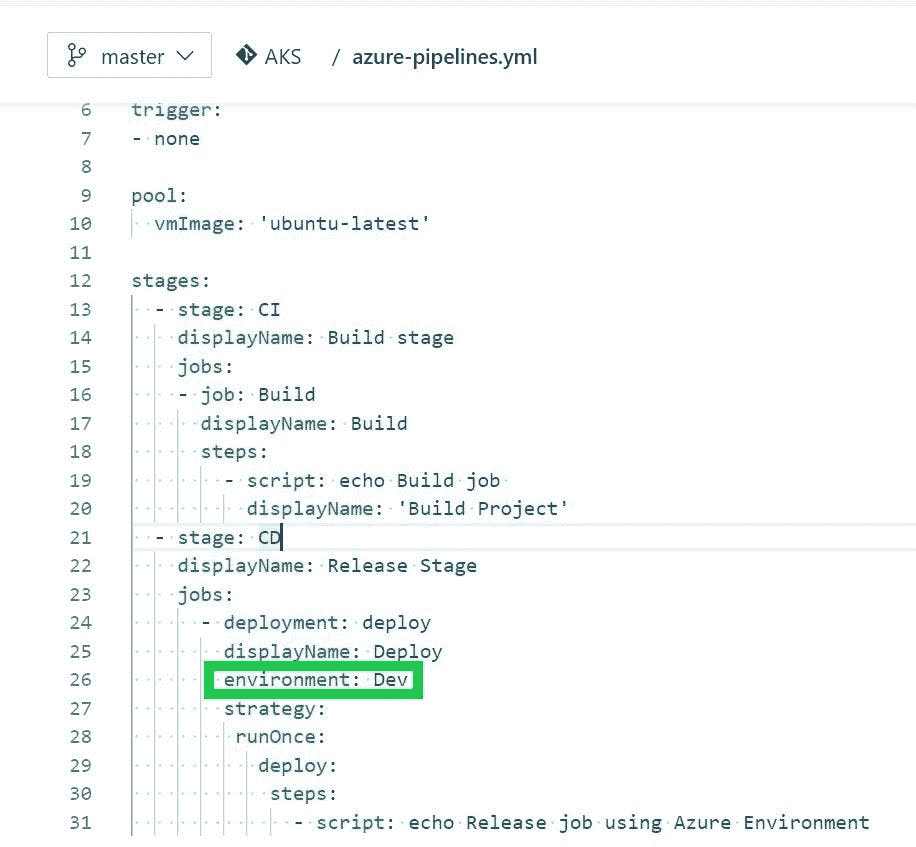 master AKS / azure-pipelines.yml
6 trigger:
7 - none
8
9 pool:
10   vmImage: 'ubuntu-latest'
11
12 stages:
13   - stage: CI
14     displayName: Build stage
15     jobs:
16     - job: Build
17       displayName: Build
18       steps:
19         - script: echo Build job
20           displayName: 'Build Project'
21   - stage: CD
22     displayName: Release Stage
23     jobs:
24       - deployment: deploy
25         displayName: Deploy
26         environment: Dev
27         strategy:
28          runOnce:
29            deploy:
30             steps:
31               - script: echo Release job using Azure Environment